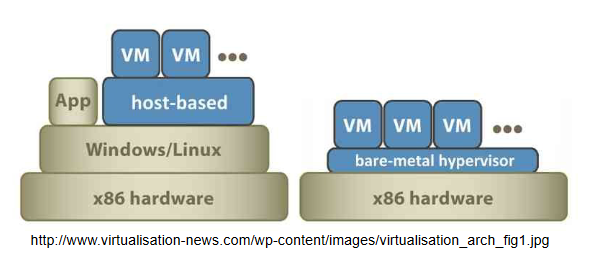 VM VM
App host-based
Windows/Linux
x86 hardware
VM VM VM
bare-metal hypervisor
x86 hardware
http://www.virtualisation-news.com/wp-content/images/virtualisation_arch_fig1.jpg